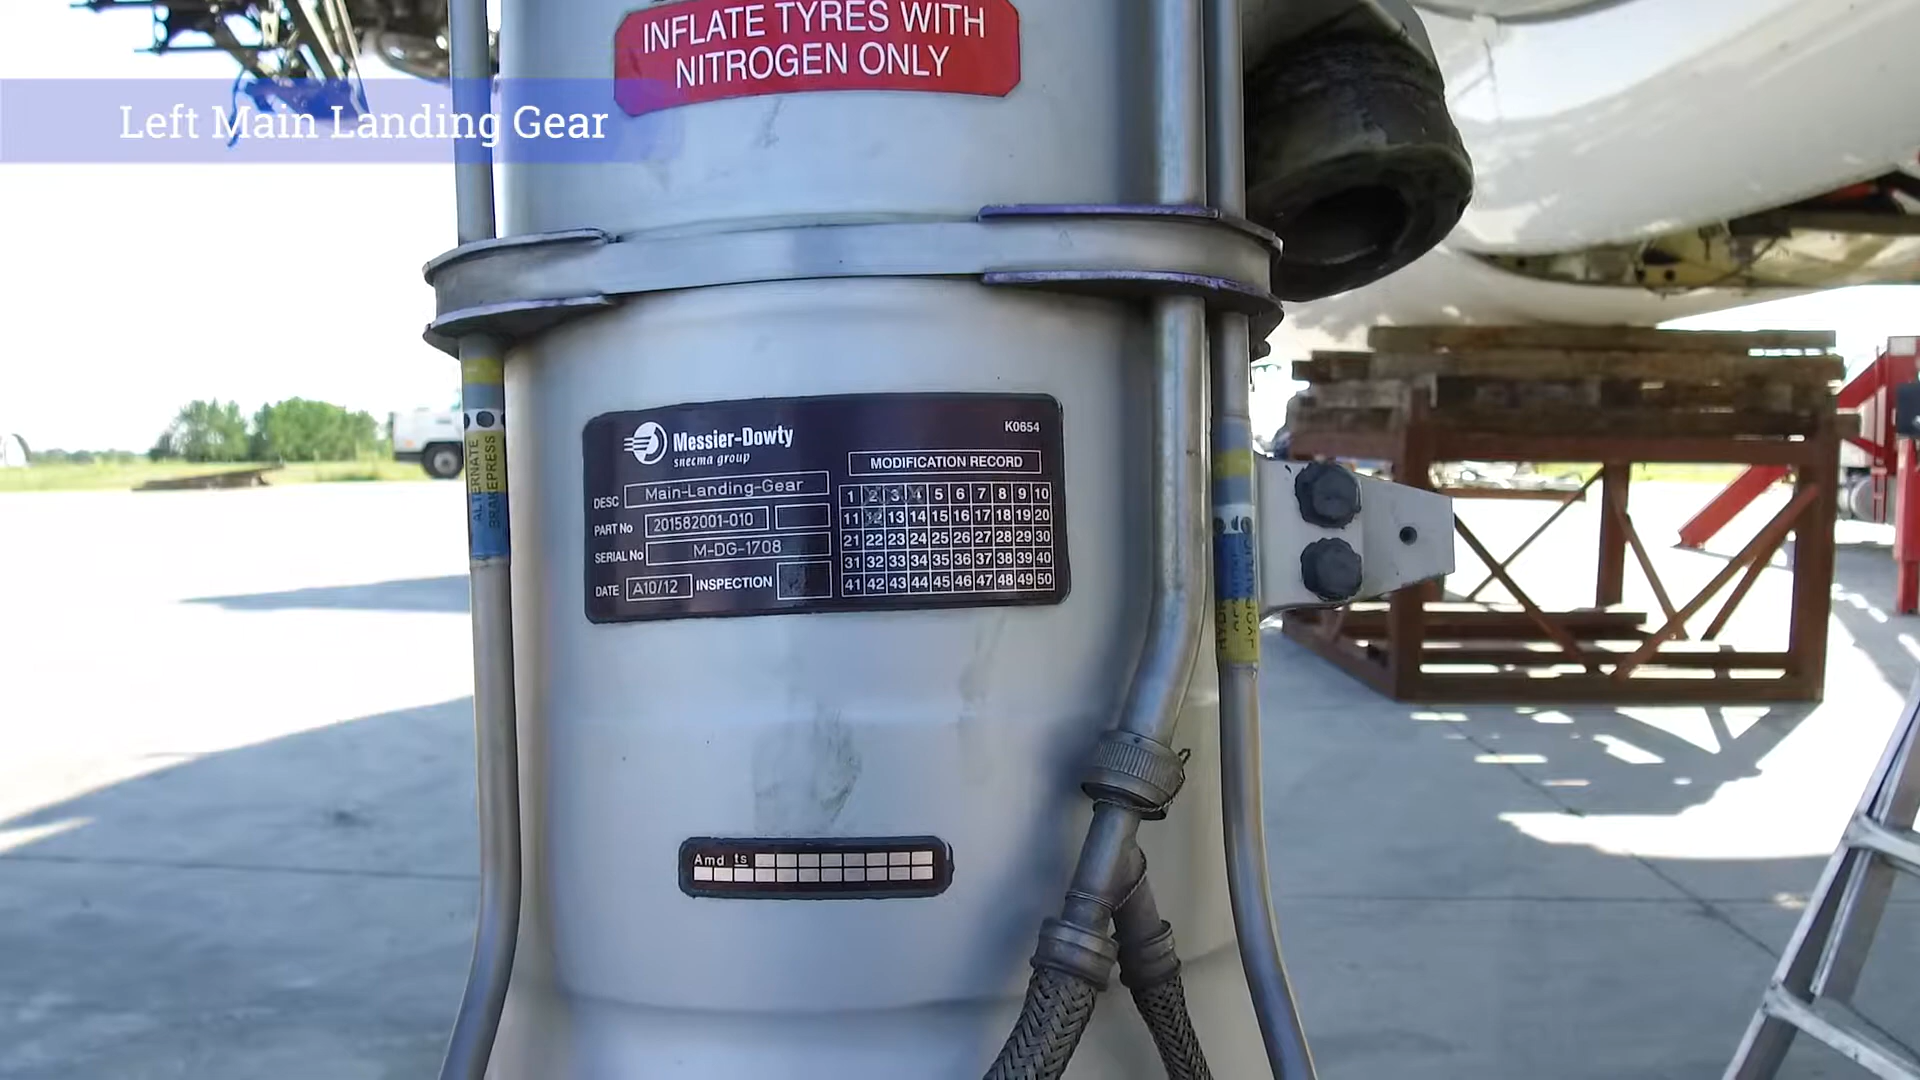 INFLATE TYRES WITH
NITROGEN ONLY
Left Main Landing Gear
Messier-Dowty
snecma group
K0654
MODIFICATION RECORD
DESC Main-Landing-Gear
PART No 201582001-010
SERIAL No M-DG-1708
DATE A10/12 INSPECTION
1 2 3 4 5 6 7 8 9 10
11 12 13 14 15 16 17 18 19 20
21 22 23 24 25 26 27 28 29 30
31 32 33 34 35 36 37 38 39 40
41 42 43 44 45 46 47 48 49 50
ALTERNATE
BRAKEPRESS
Amdts